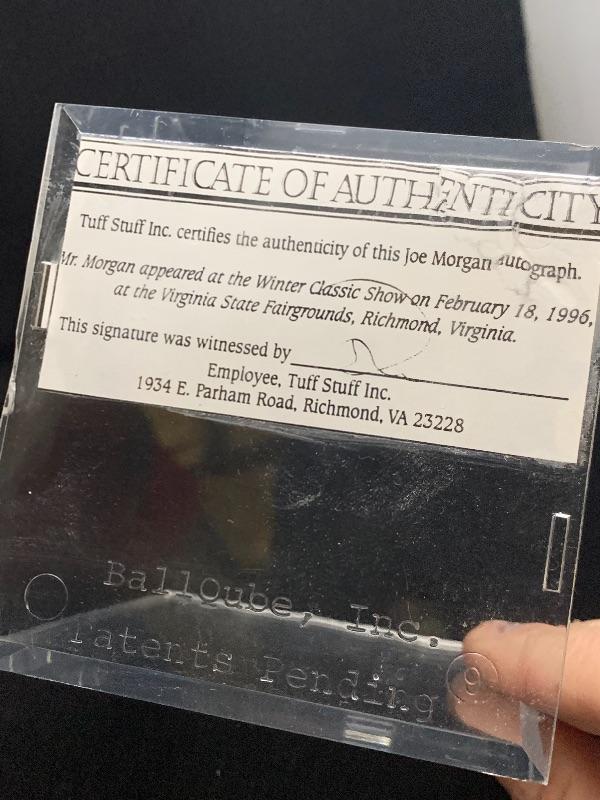 CERTIFICATE OF AUTHENTICITY
Tuff Stuff Inc. certifies the authenticity of this Joe Morgan autograph.
Mr. Morgan appeared at the Winter Classic Show on February 18, 1996,
at the Virginia State Fairgrounds, Richmond, Virginia.
This signature was witnessed by
Employee, Tuff Stuff Inc.
1934 E. Parham Road, Richmond, VA 23228
BallQube, Inc.
Patents Pending
9